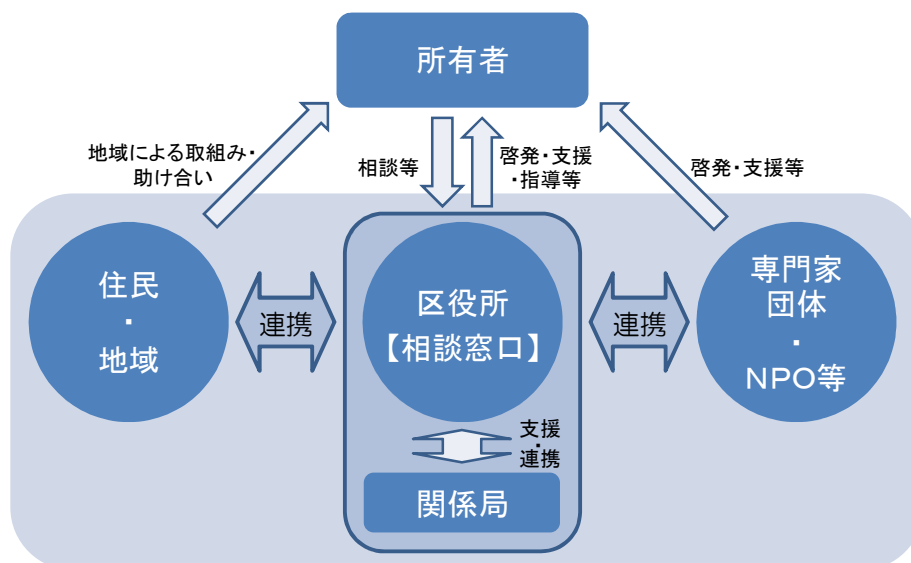 所有者
地域による取組み・
助け合い
相談等
啓発・支援
・指導等
啓発・支援等
住民
・
地域
連携
区役所
【相談窓口】
連携
専門家
団体
・
ＮＰＯ等
支援
・
連携
関係局